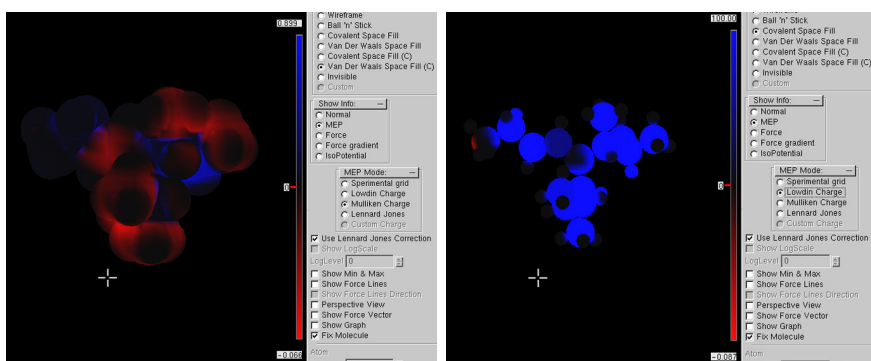 0.899
Wireframe
Ball 'n' Stick
Covalent Space Fill
Van Der Waals Space Fill
Covalent Space Fill (C)
Van Der Waals Space Fill (C)
Invisible
Custom
Show Info:
Normal
MEP
Force
Force gradient
IsoPotential
MEP Mode:
Sperimental grid
Lowdin Charge
Mulliken Charge
Lennard Jones
Custom Charge
0
Use Lennard Jones Correction
Show LogScale
LogLevel 0
Show Min & Max
Show Force Lines
Show Force Lines Direction
Perspective View
Show Force Vector
Show Graph
Fix Molecule
Atom
-0.066
100.00
Wireframe
Ball 'n' Stick
Covalent Space Fill
Van Der Waals Space Fill
Covalent Space Fill (C)
Van Der Waals Space Fill (C)
Invisible
Custom
Show Info:
Normal
MEP
Force
Force gradient
IsoPotential
MEP Mode:
Sperimental grid
Lowdin Charge
Mulliken Charge
Lennard Jones
Custom Charge
0
Use Lennard Jones Correction
Show LogScale
LogLevel 0
Show Min & Max
Show Force Lines
Show Force Lines Direction
Perspective View
Show Force Vector
Show Graph
Fix Molecule
Atom
-0.087